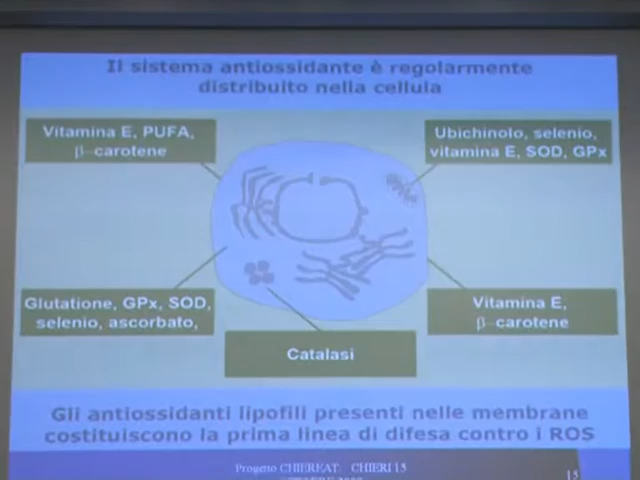 Il sistema antiossidante è regolarmente
distribuito nella cellula
Vitamina E, PUFA,
β-carotene
Ubichinolo, selenio,
vitamina E, SOD, GPx
Glutatione, GPx, SOD,
selenio, ascorbato,
Vitamina E,
β-carotene
Catalasi
Gli antiossidanti lipofili presenti nelle membrane
costituiscono la prima linea di difesa contro i ROS
Progetto CHIEREAT. CHIERI 15
15